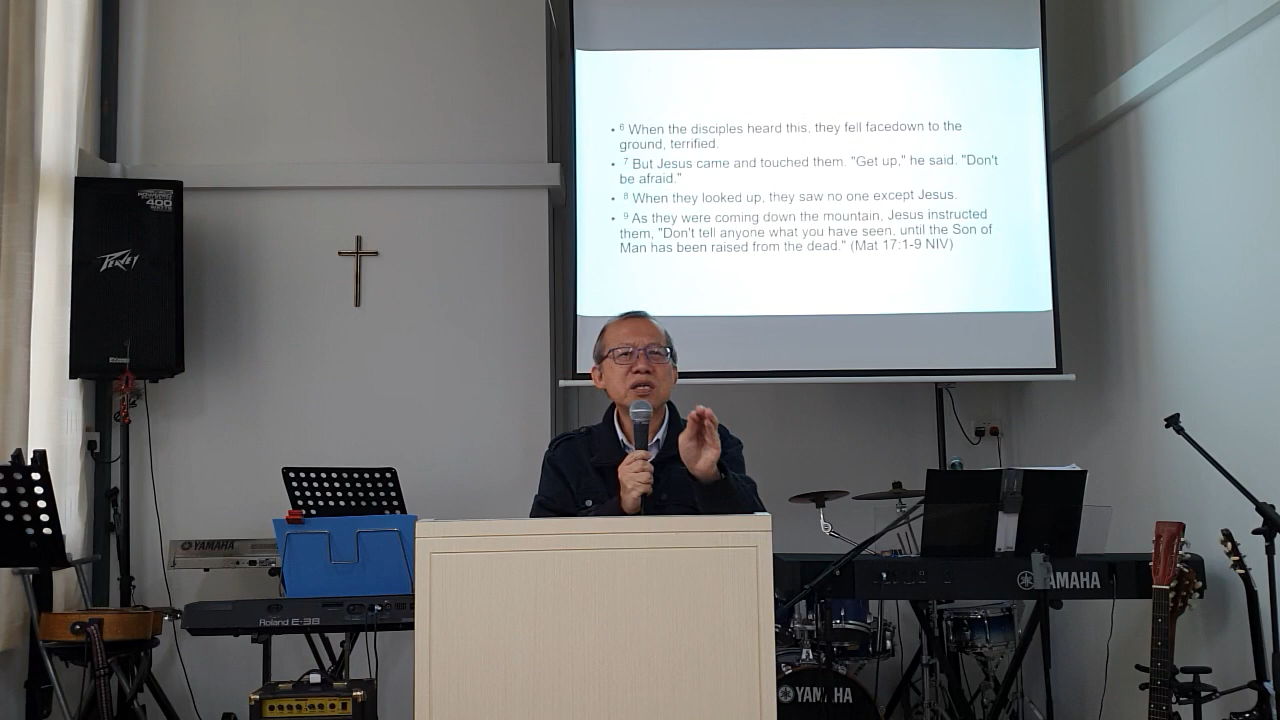 • ⁶ When the disciples heard this, they fell facedown to the
ground, terrified.
• ⁷ But Jesus came and touched them. "Get up," he said. "Don't
be afraid."
• ⁸ When they looked up, they saw no one except Jesus.
• ⁹ As they were coming down the mountain, Jesus instructed
them, "Don't tell anyone what you have seen, until the Son of
Man has been raised from the dead." (Mat 17:1-9 NIV)
POWERED
400
PEAVEY
YAMAHA
Roland E-38
YAMAHA
YAMAHA